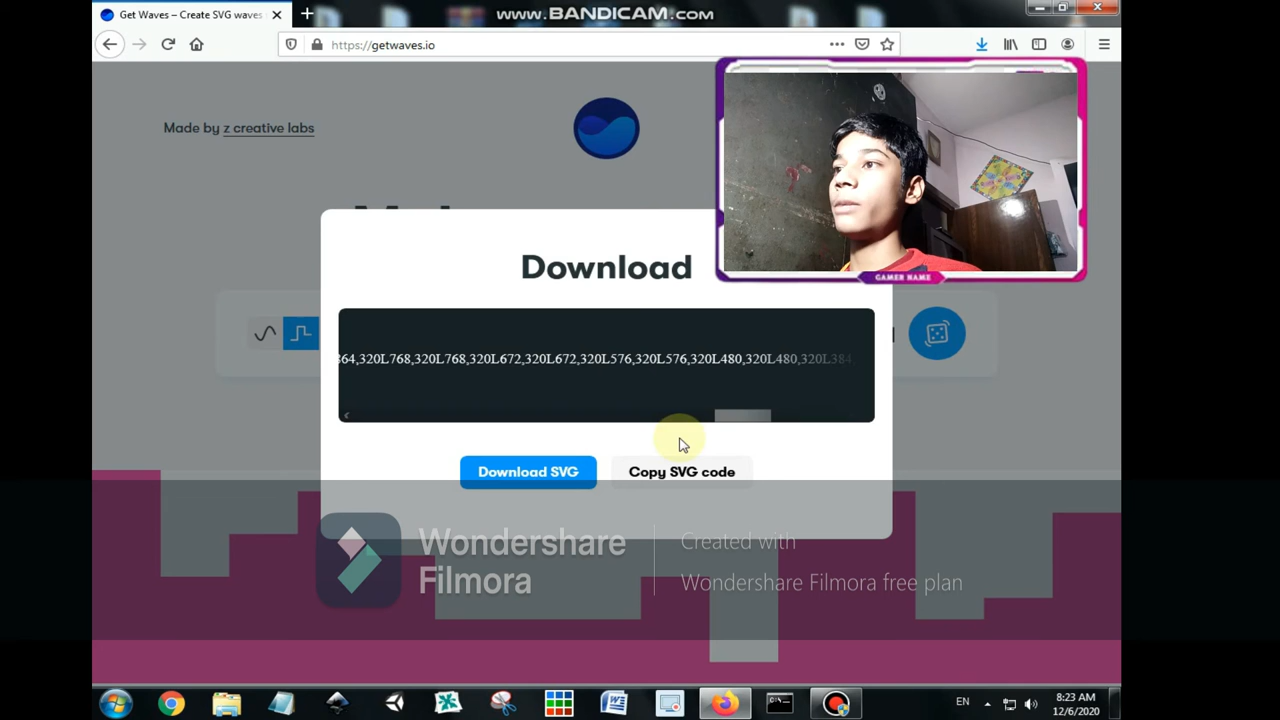 Get Waves – Create SVG waves
www.BANDICAM.com
https://getwaves.io
Made by z creative labs
GAMER NAME
Download
864,320L768,320L768,320L672,320L672,320L576,320L576,320L480,320L480,320L384,
Download SVG
Copy SVG code
Wondershare
Filmora
Created with
Wondershare Filmora free plan
EN
8:23 AM
12/6/2020